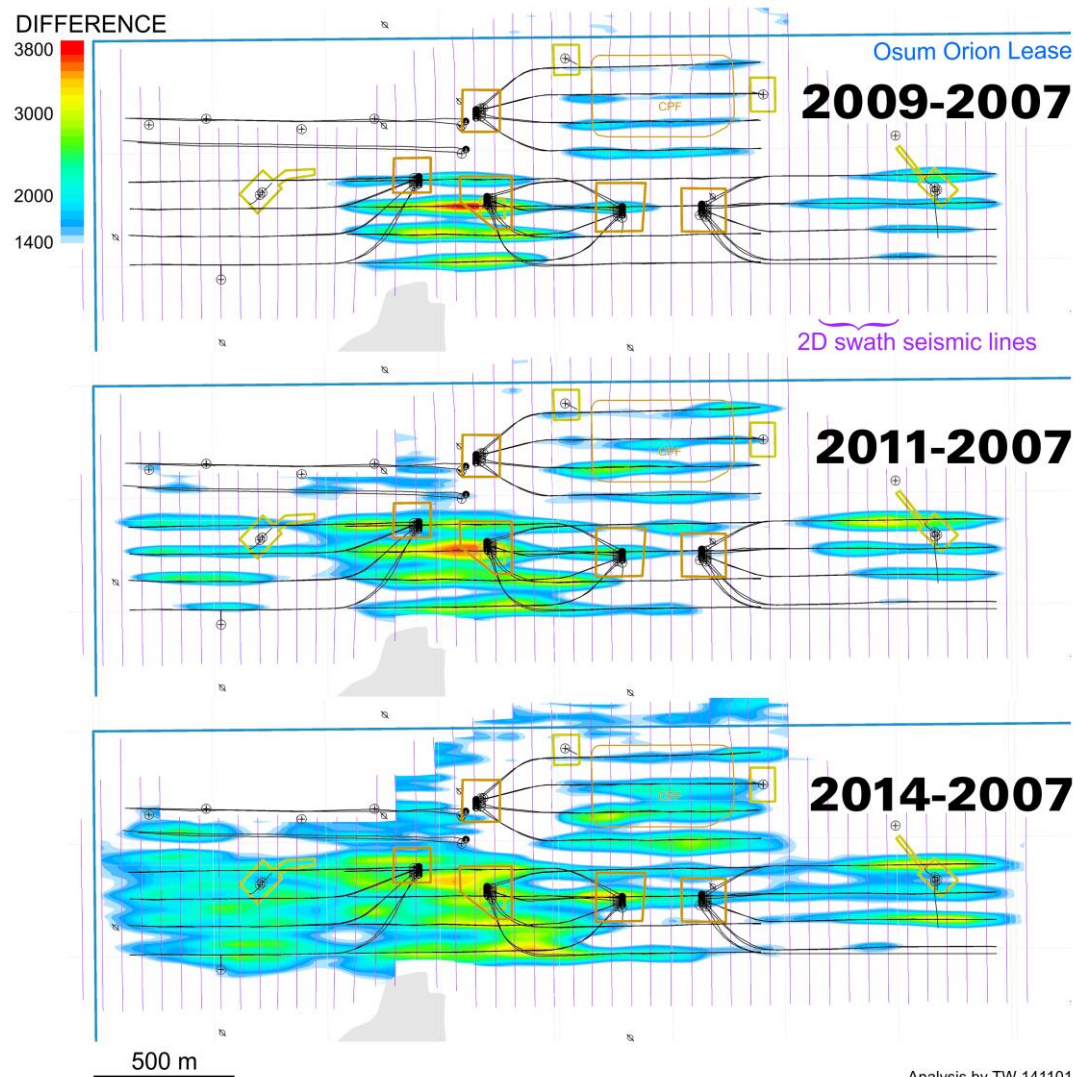 DIFFERENCE
3800
3000
2000
1400
Osum Orion Lease
2009-2007
CPF
2D swath seismic lines
2011-2007
CPF
2014-2007
CPF
500 m
Analysis by TW 141101